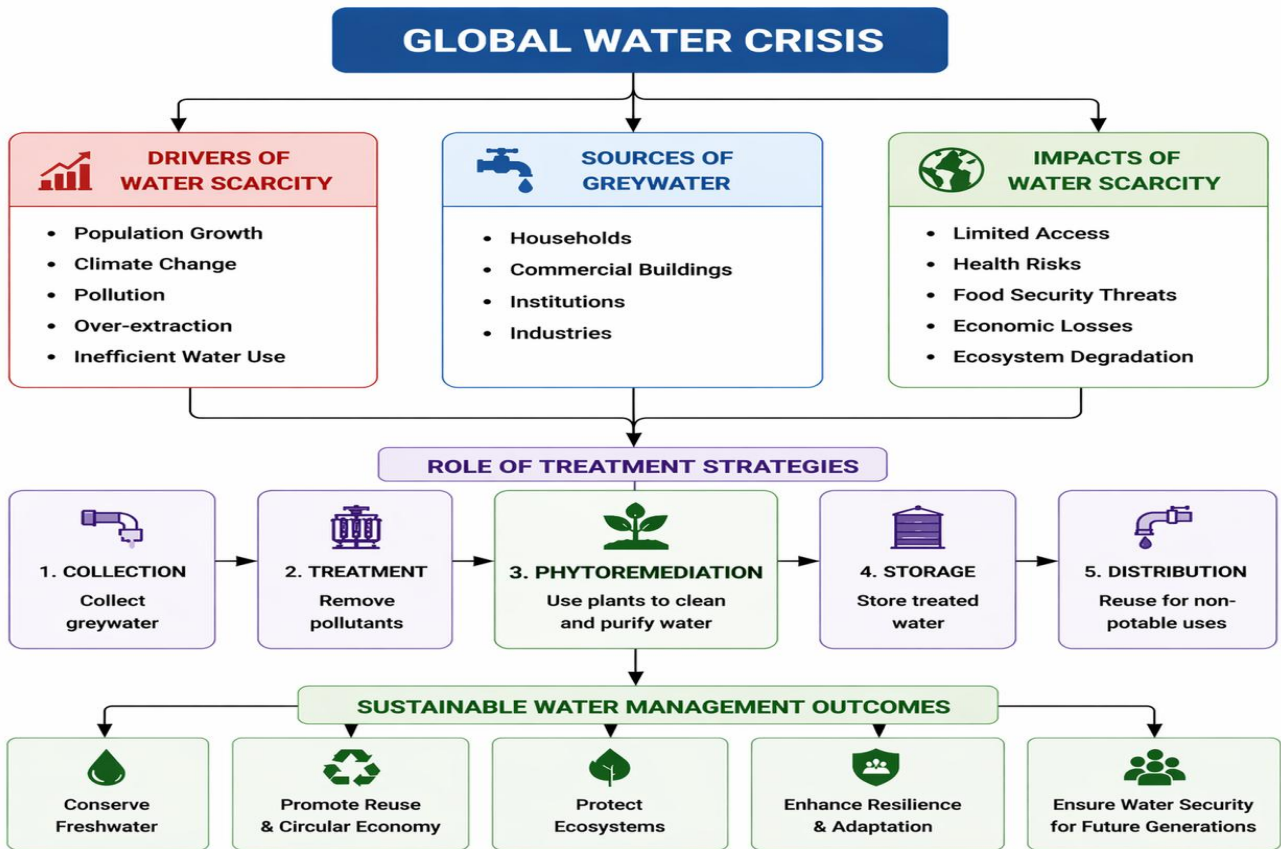 GLOBAL WATER CRISIS
DRIVERS OF
WATER SCARCITY
• Population Growth
• Climate Change
• Pollution
• Over-extraction
• Inefficient Water Use
SOURCES OF
GREYWATER
• Households
• Commercial Buildings
• Institutions
• Industries
IMPACTS OF
WATER SCARCITY
• Limited Access
• Health Risks
• Food Security Threats
• Economic Losses
• Ecosystem Degradation
ROLE OF TREATMENT STRATEGIES
1. COLLECTION
Collect
greywater
2. TREATMENT
Remove
pollutants
3. PHYTOREMEDIATION
Use plants to clean
and purify water
4. STORAGE
Store treated
water
5. DISTRIBUTION
Reuse for non-
potable uses
SUSTAINABLE WATER MANAGEMENT OUTCOMES
Conserve
Freshwater
Promote Reuse
& Circular Economy
Protect
Ecosystems
Enhance Resilience
& Adaptation
Ensure Water Security
for Future Generations